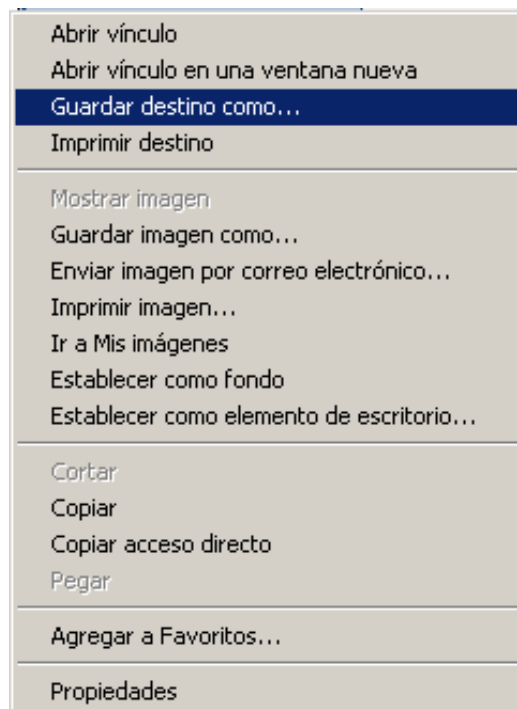 Abrir vínculo
Abrir vínculo en una ventana nueva
Guardar destino como...
Imprimir destino
Mostrar imagen
Guardar imagen como...
Enviar imagen por correo electrónico...
Imprimir imagen...
Ir a Mis imágenes
Establecer como fondo
Establecer como elemento de escritorio...
Cortar
Copiar
Copiar acceso directo
Pegar
Agregar a Favoritos...
Propiedades